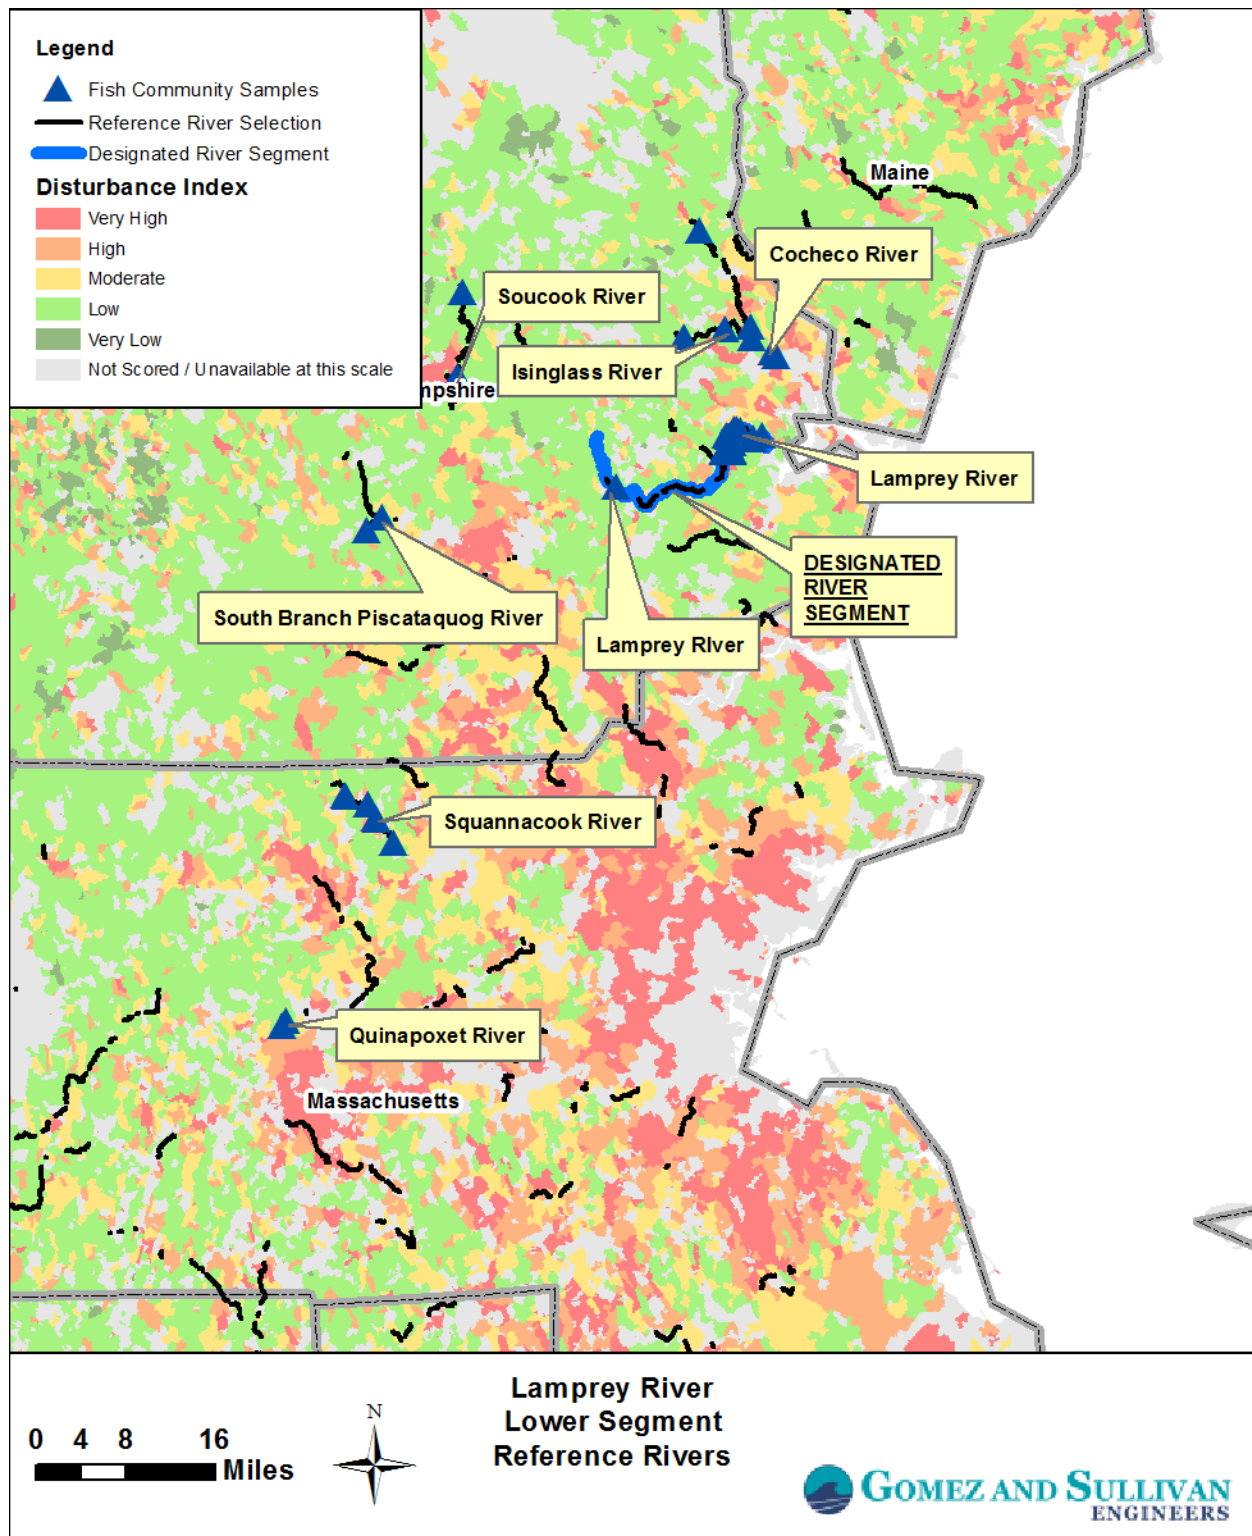 Legend
Fish Community Samples
Reference River Selection
Designated River Segment
Disturbance Index
Very High
High
Moderate
Low
Very Low
Not Scored / Unavailable at this scale
Maine
Cocheco River
Soucook River
Isinglass River
mpshire
Lamprey River
DESIGNATED
RIVER
SEGMENT
South Branch Piscataquog River
Lamprey RIver
Squannacook River
Quinapoxet River
Massachusetts
Lamprey River
Lower Segment
Reference Rivers
N
0 4 8 16
Miles
GOMEZ AND SULLIVAN
ENGINEERS